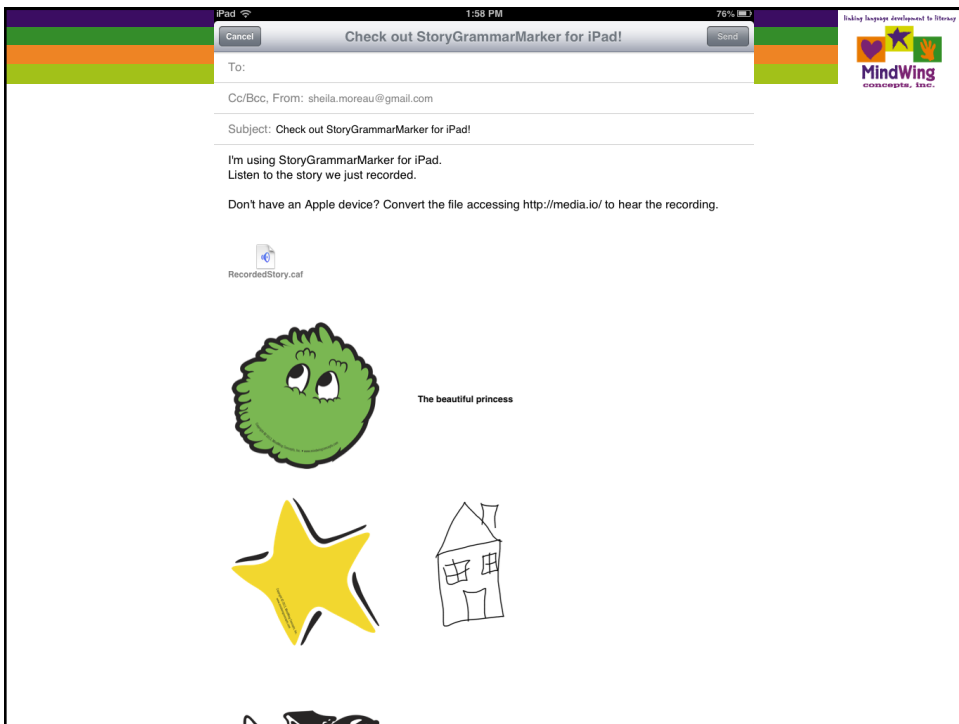 iPad
1:58 PM
76%
linking language development to literacy
Cancel
Check out StoryGrammarMarker for iPad!
Send
MindWing
concepts, inc.
To:
Cc/Bcc, From: sheila.moreau@gmail.com
Subject: Check out StoryGrammarMarker for iPad!
I'm using StoryGrammarMarker for iPad.
Listen to the story we just recorded.
Don't have an Apple device? Convert the file accessing http://media.io/ to hear the recording.
RecordedStory.caf
The beautiful princess